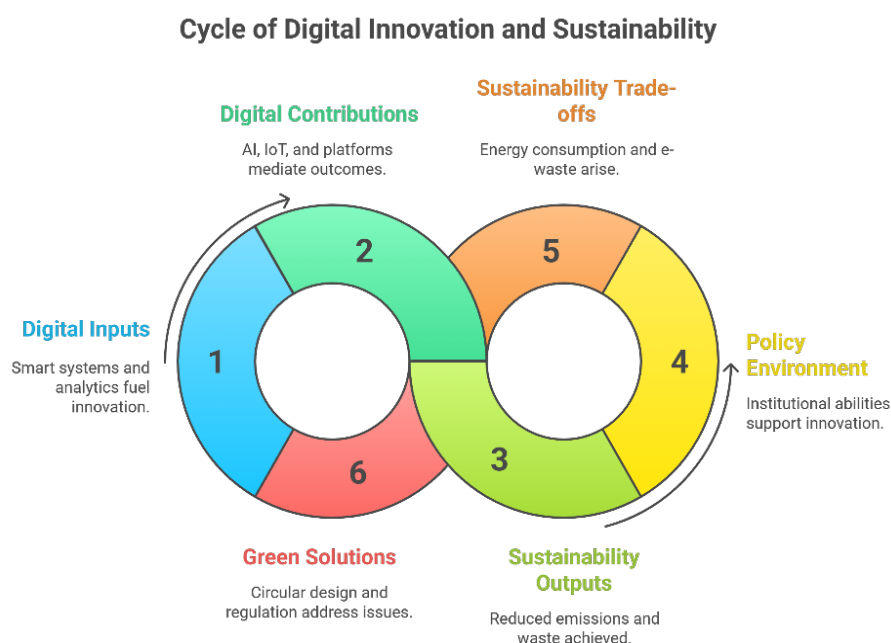 Cycle of Digital Innovation and Sustainability
Sustainability Trade-
offs
Energy consumption and e-
waste arise.
Digital Contributions
AI, IoT, and platforms
mediate outcomes.
2
5
Digital Inputs
Smart systems and
analytics fuel
innovation.
1
4
Policy
Environment
Institutional abilities
support innovation.
6
3
Green Solutions
Circular design and
regulation address issues.
Sustainability
Outputs
Reduced emissions and
waste achieved.